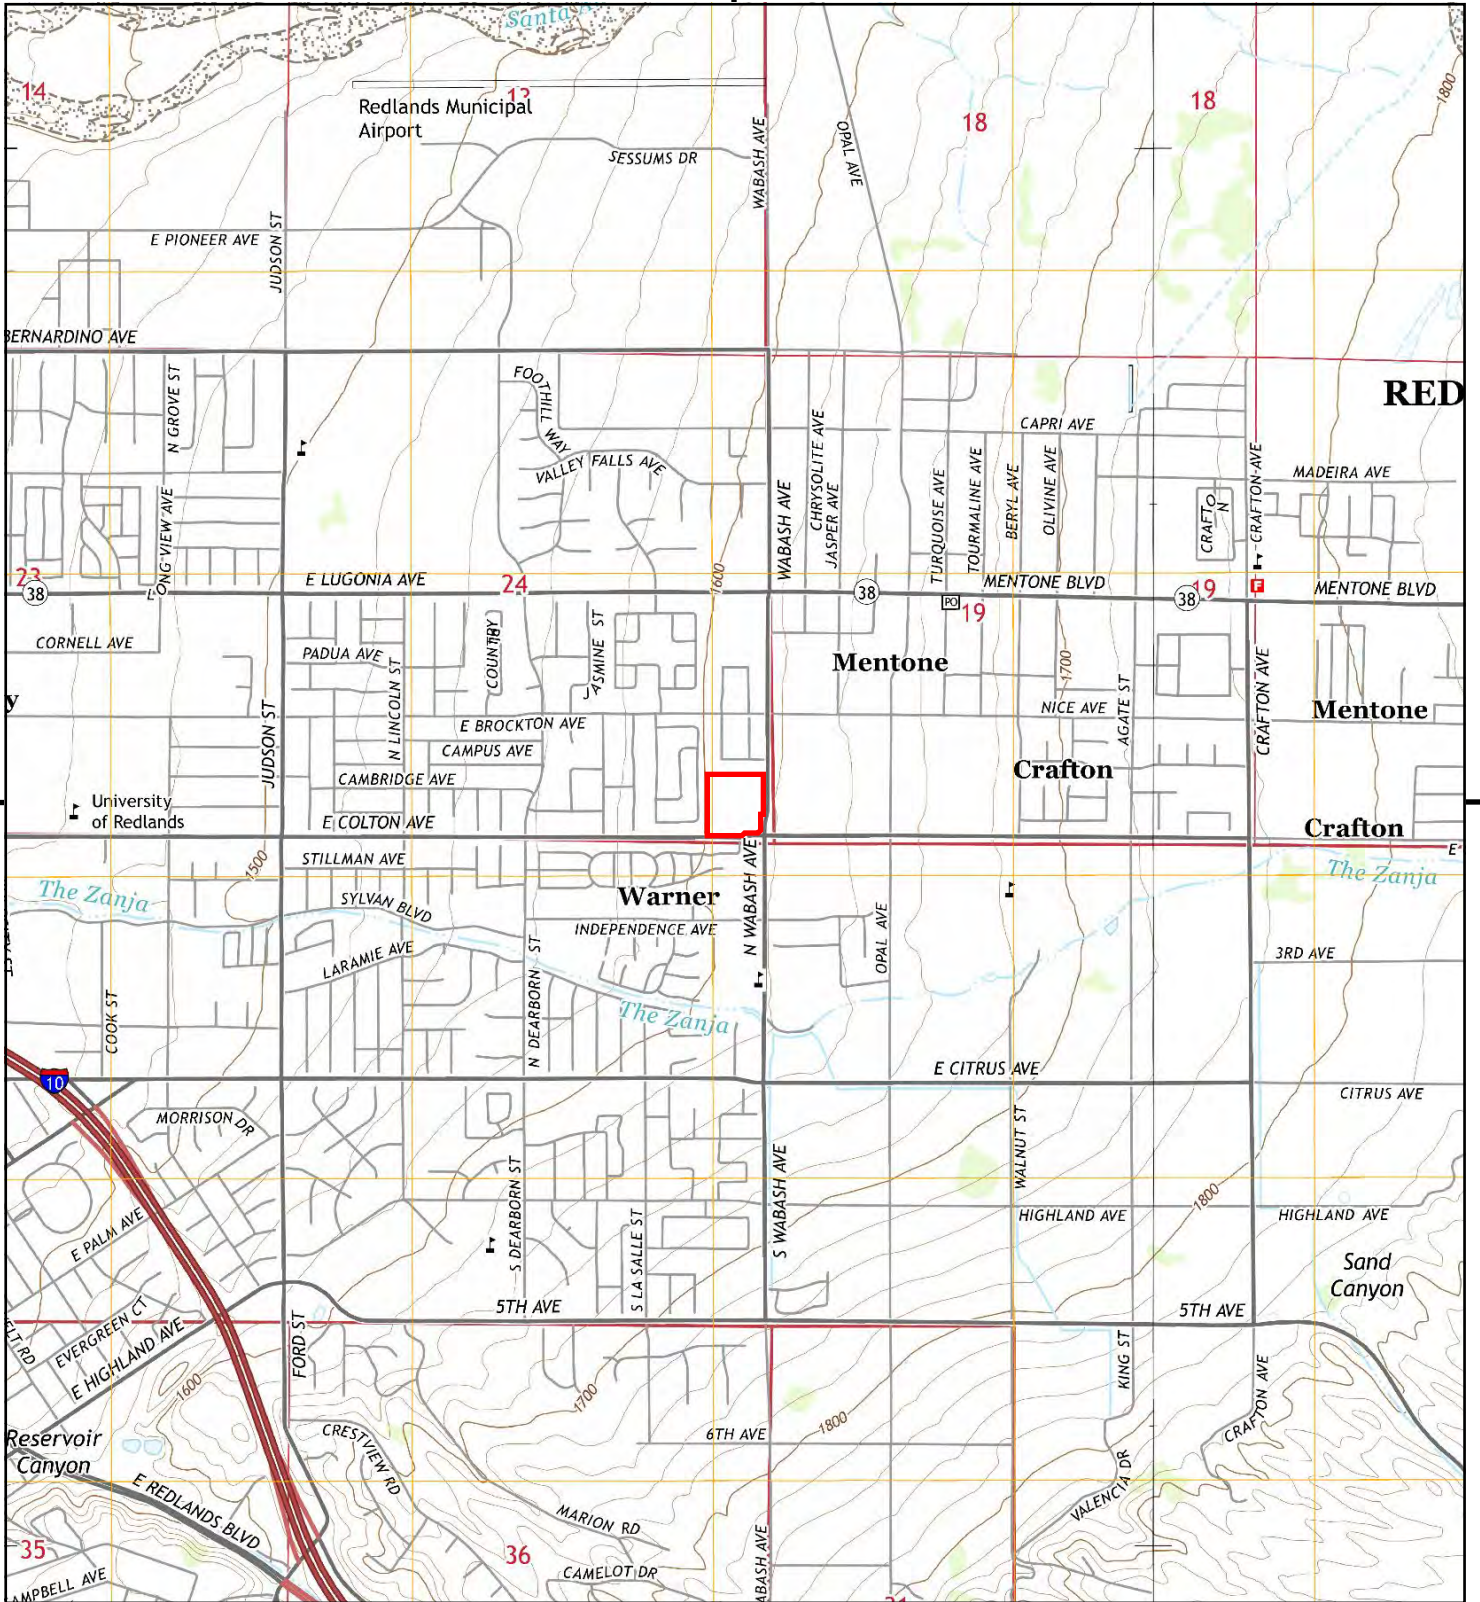 Santa A
14
13
Redlands Municipal
Airport
18
18
1800
SESSUMS DR
WABASH AVE
OPAL AVE
E PIONEER AVE
JUDSON ST
BERNARDINO AVE
N GROVE ST
FOOTHILL WAY
RED
CAPRI AVE
VALLEY FALLS AVE
CHRYSOLITE AVE
JASPER AVE
WABASH AVE
TURQUOISE AVE
TOURMALINE AVE
BERYL AVE
OLIVINE AVE
CRAFTON AVE
MADEIRA AVE
CRAFTON
LONGVIEW AVE
1600
23
38
E LUGONIA AVE
24
38
MENTONE BLVD
38
19
F
MENTONE BLVD
PO
19
CORNELL AVE
PADUA AVE
N LINCOLN ST
COUNTRY
JASMINE ST
Mentone
1700
AGATE ST
CRAFTON AVE
y
JUDSON ST
E BROCKTON AVE
NICE AVE
Mentone
CAMPUS AVE
CAMBRIDGE AVE
Crafton
University
of Redlands
E COLTON AVE
Crafton
E
STILLMAN AVE
1500
The Zanja
The Zanja
SYLVAN BLVD
Warner
N WABASH AVE
INDEPENDENCE AVE
OPAL AVE
LARAMIE AVE
3RD AVE
COOK ST
N DEARBORN ST
The Zanja
10
E CITRUS AVE
CITRUS AVE
MORRISON DR
WALNUT ST
S WABASH AVE
S DEARBORN ST
1800
E PALM AVE
S LA SALLE ST
HIGHLAND AVE
HIGHLAND AVE
Sand
Canyon
5TH AVE
5TH AVE
EVERGREEN CT
E HIGHLAND AVE
FORD ST
KING ST
CRAFTON AVE
1600
1700
1800
6TH AVE
Reservoir
Canyon
CRESTVIEW RD
VALENCIA DR
E REDLANDS BLVD
MARION RD
35
36
CAMELOT DR
AMPBELL AVE
ABASH AVE